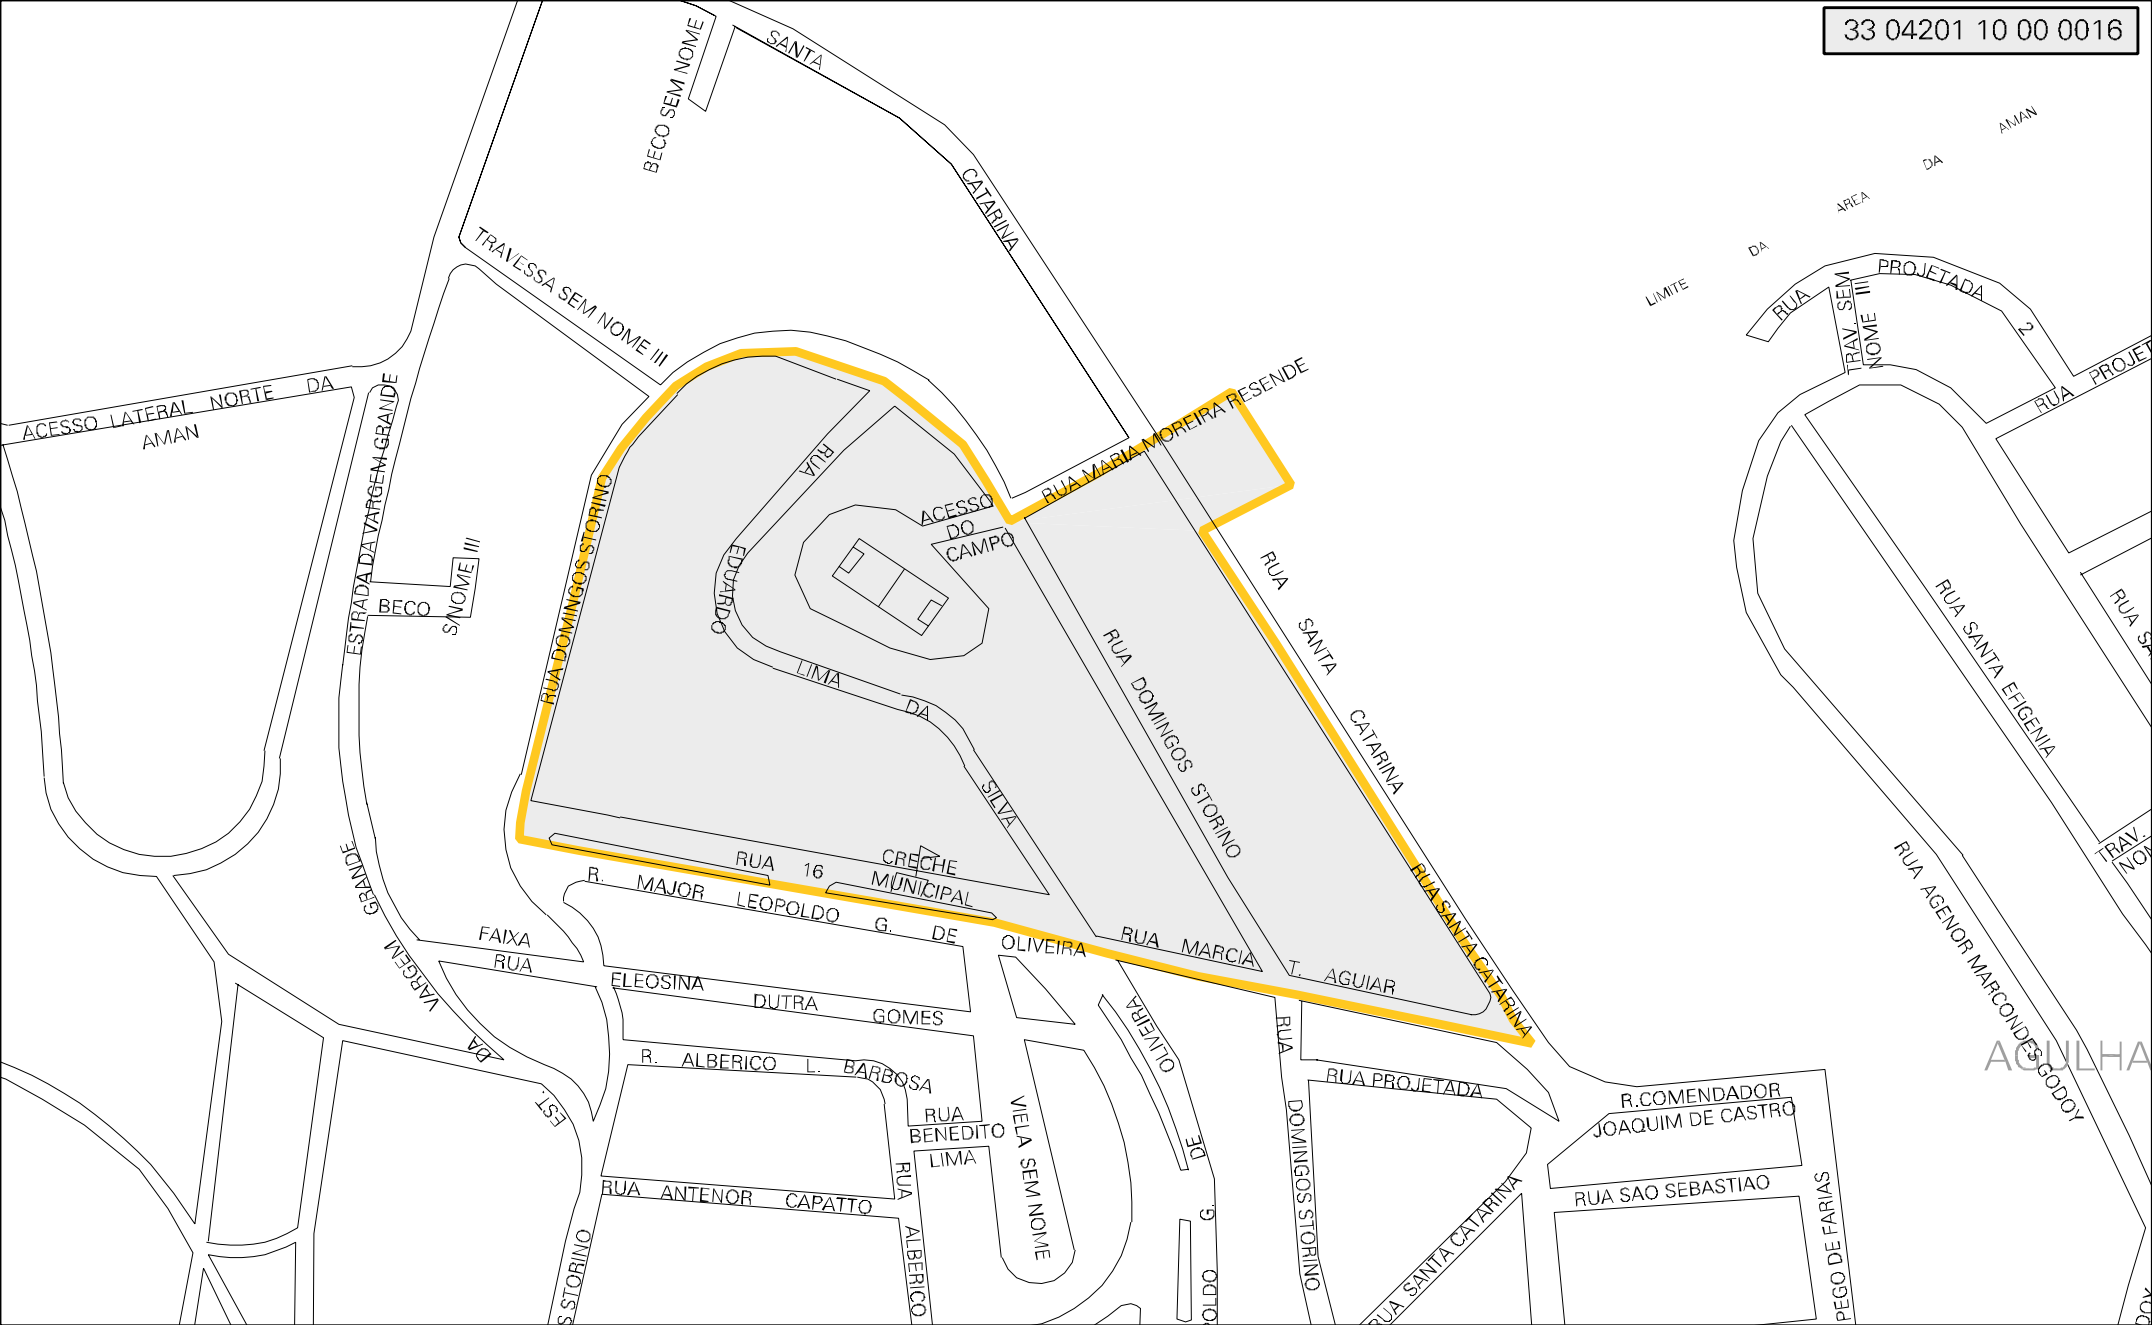 33 04201 10 00 0016
BECO SEM NOME
SANTA
CATARINA
AMAN
DA
AREA
DA
LIMITE
TRAVESSA SEM NOME III
RUA
PROJETADA
2
TRAV. SEM
NOME III
RUA
PROJET
ACESSO LATERAL NORTE DA
AMAN
ESTRADA DA VARGEM GRANDE
RUA MARIA MOREIRA RESENDE
RUA
EDUARDO
LIMA
DA
SILVA
ACESSO
DO
CAMPO
RUA DOMINGOS STORINO
BECO
S/NOME III
RUA SANTA CATARINA
RUA DOMINGOS STORINO
RUA SANTA EFIGENIA
RUA SA
TRAV.
NOM
RUA 16
CRECHE
MUNICIPAL
R. MAJOR LEOPOLDO G. DE OLIVEIRA
RUA MARCIA T. AGUIAR
RUA SANTA CATARINA
RUA AGENOR MARCONDES GODOY
AGULHA
GRANDE
VARGEM
DA
EST.
FAIXA
RUA ELEOSINA DUTRA GOMES
R. ALBERICO L. BARBOSA
RUA
BENEDITO
LIMA
VIELA SEM NOME
OLIVEIRA
DE
G.
POLDO
RUA DOMINGOS STORINO
RUA PROJETADA
R.COMENDADOR
JOAQUIM DE CASTRO
RUA SAO SEBASTIAO
RUA SANTA CATARINA
PEGO DE FARIAS
RUA ANTENOR CAPATTO
RUA ALBERICO
S STORINO
DOY